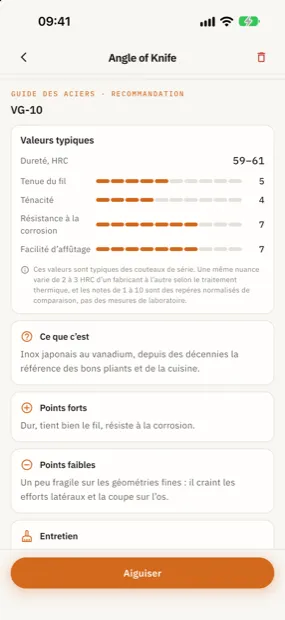 09:41
Angle of Knife
GUIDE DES ACIERS · RECOMMANDATION
VG-10
Valeurs typiques
Dureté, HRC 59–61
Tenue du fil 5
Ténacité 4
Résistance à la
corrosion 7
Facilité d’affûtage 7
Ces valeurs sont typiques des couteaux de série. Une même nuance
varie de 2 à 3 HRC d’un fabricant à l’autre selon le traitement
thermique, et les notes de 1 à 10 sont des repères normalisés de
comparaison, pas des mesures de laboratoire.
Ce que c’est
Inox japonais au vanadium, depuis des décennies la
référence des bons pliants et de la cuisine.
Points forts
Dur, tient bien le fil, résiste à la corrosion.
Points faibles
Un peu fragile sur les géométries fines : il craint les
efforts latéraux et la coupe sur l’os.
Entretien
Aiguiser